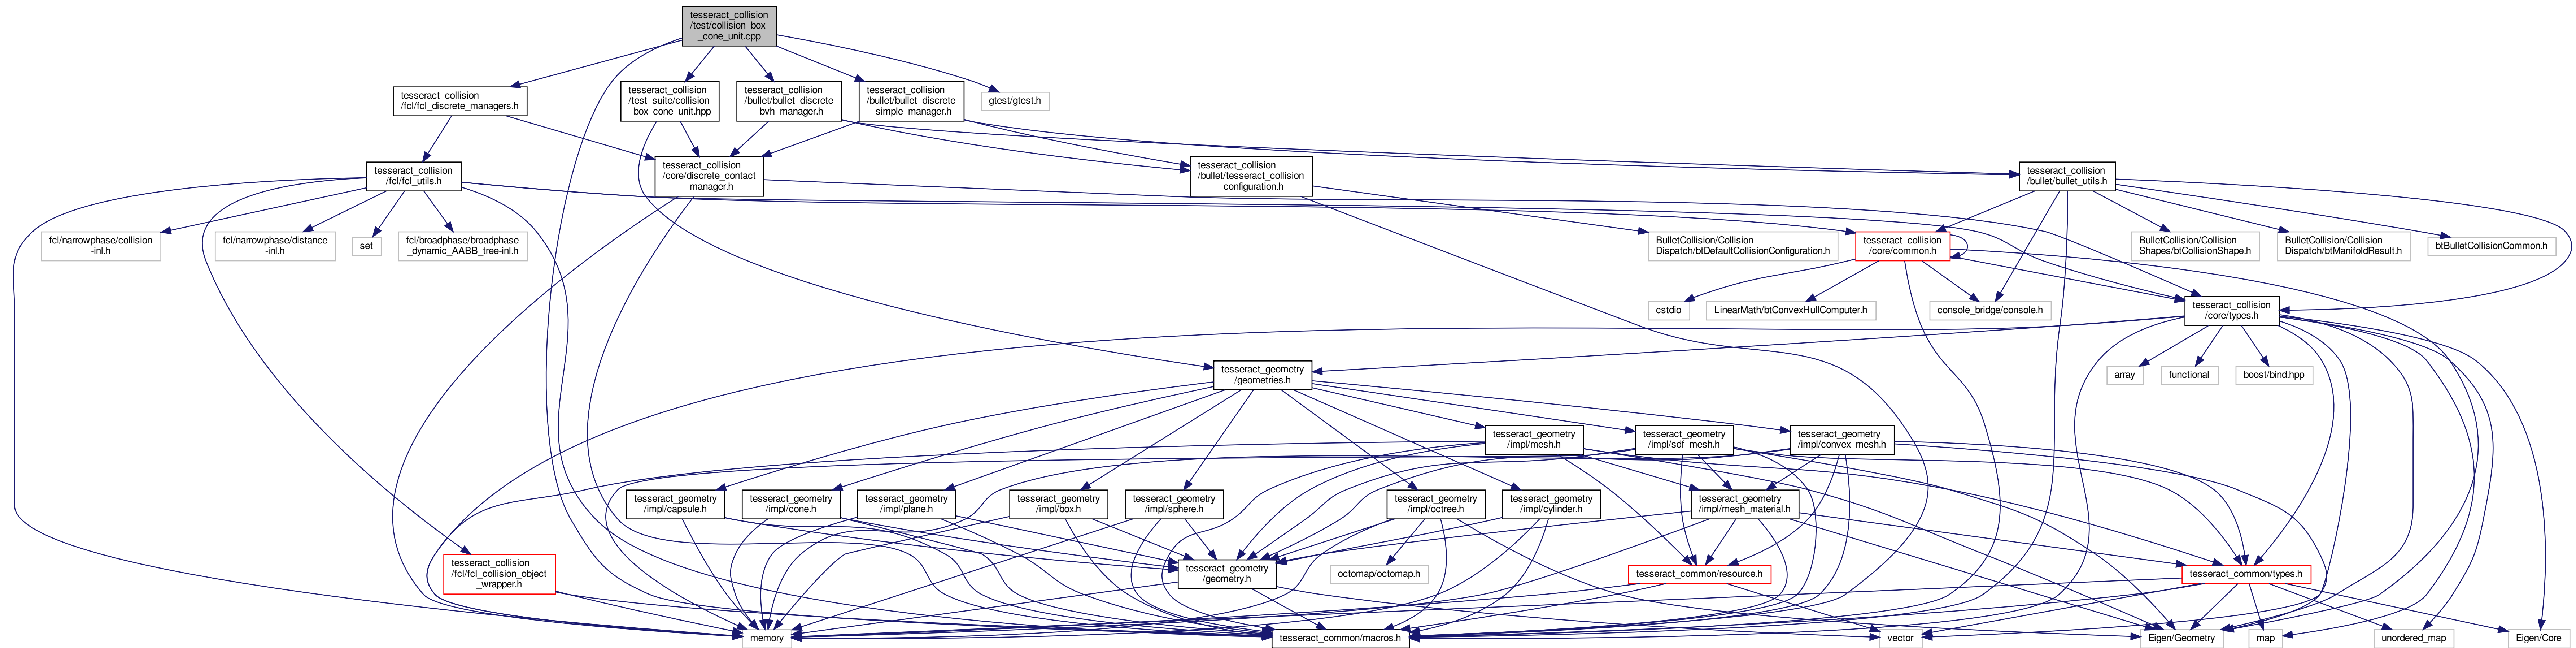 tesseract_collision
/test/collision_box
_cone_unit.cpp
tesseract_collision
/fcl/fcl_discrete_managers.h
tesseract_collision
/test_suite/collision
_box_cone_unit.hpp
tesseract_collision
/bullet/bullet_discrete
_bvh_manager.h
tesseract_collision
/bullet/bullet_discrete
_simple_manager.h
gtest/gtest.h
tesseract_collision
/fcl/fcl_utils.h
tesseract_collision
/core/discrete_contact
_manager.h
tesseract_collision
/bullet/tesseract_collision
_configuration.h
tesseract_collision
/bullet/bullet_utils.h
fcl/narrowphase/collision
-inl.h
fcl/narrowphase/distance
-inl.h
set
fcl/broadphase/broadphase
_dynamic_AABB_tree-inl.h
BulletCollision/Collision
Dispatch/btDefaultCollisionConfiguration.h
tesseract_collision
/core/common.h
BulletCollision/Collision
Shapes/btCollisionShape.h
BulletCollision/Collision
Dispatch/btManifoldResult.h
btBulletCollisionCommon.h
cstdio
LinearMath/btConvexHullComputer.h
console_bridge/console.h
tesseract_collision
/core/types.h
tesseract_geometry
/geometries.h
array
functional
boost/bind.hpp
tesseract_geometry
/impl/mesh.h
tesseract_geometry
/impl/sdf_mesh.h
tesseract_geometry
/impl/convex_mesh.h
tesseract_geometry
/impl/capsule.h
tesseract_geometry
/impl/cone.h
tesseract_geometry
/impl/plane.h
tesseract_geometry
/impl/box.h
tesseract_geometry
/impl/sphere.h
tesseract_geometry
/impl/octree.h
tesseract_geometry
/impl/cylinder.h
tesseract_geometry
/impl/mesh_material.h
tesseract_collision
/fcl/fcl_collision_object
_wrapper.h
tesseract_geometry
/geometry.h
octomap/octomap.h
tesseract_common/resource.h
tesseract_common/types.h
memory
tesseract_common/macros.h
vector
Eigen/Geometry
map
unordered_map
Eigen/Core